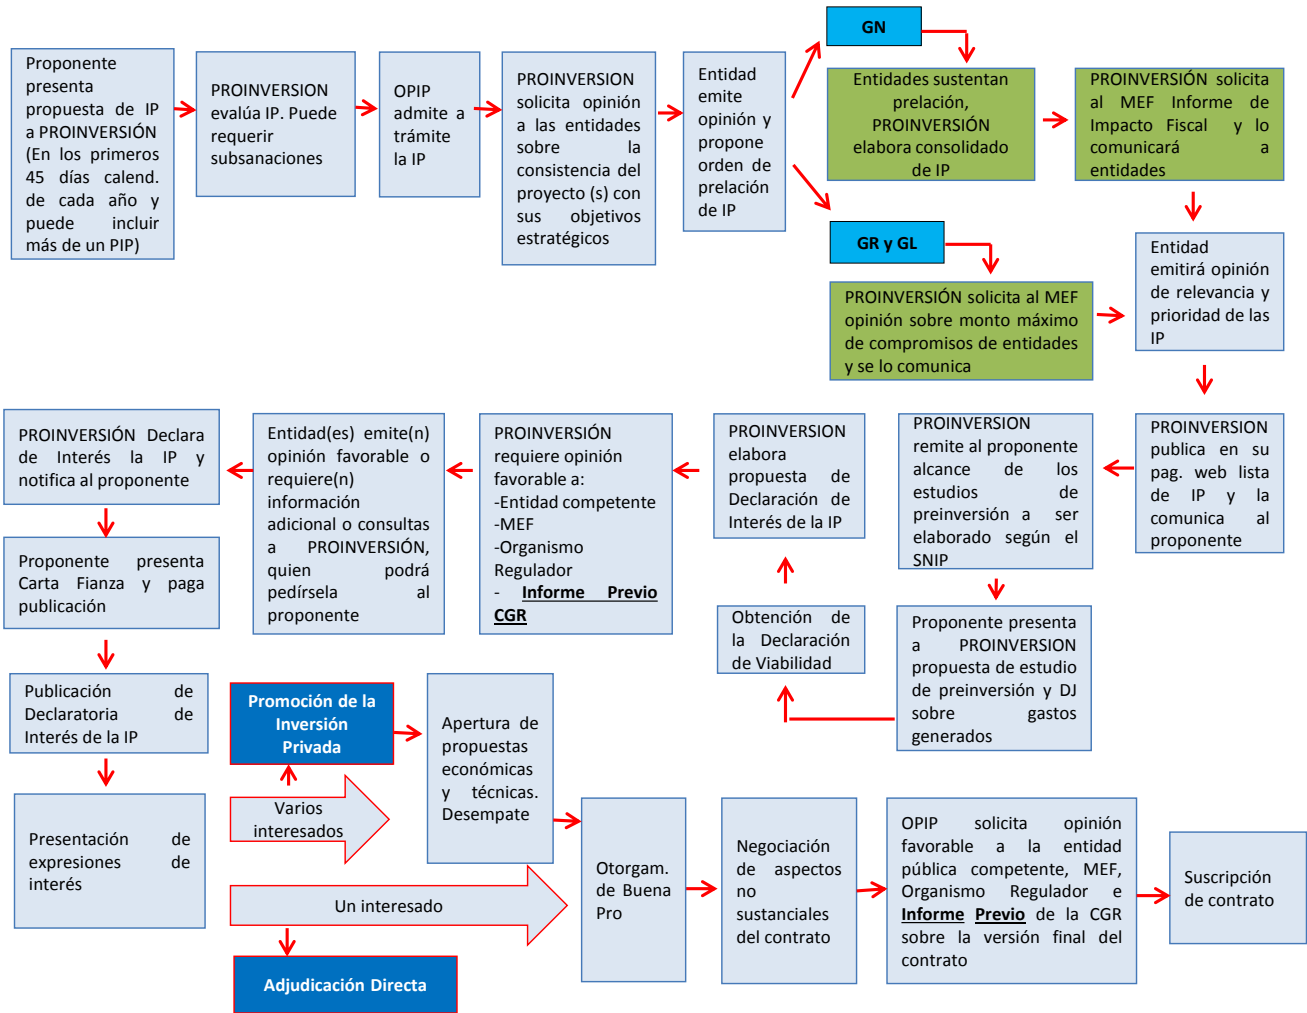 Proponente
presenta
propuesta de IP
a PROINVERSIÓN
(En los primeros
45 días calend.
de cada año y
puede incluir
más de un PIP)
PROINVERSION
evalúa IP. Puede
requerir
subsanaciones
OPIP
admite a
trámite
la IP
PROINVERSION
solicita opinión
a las entidades
sobre la
consistencia del
proyecto (s) con
sus objetivos
estratégicos
Entidad
emite
opinión y
propone
orden de
prelación
de IP
GN
Entidades sustentan
prelación,
PROINVERSIÓN
elabora consolidado
de IP
PROINVERSIÓN solicita
al MEF Informe de
Impacto Fiscal y lo
comunicará a
entidades
GR y GL
PROINVERSIÓN solicita al MEF
opinión sobre monto máximo
de compromisos de entidades
y se lo comunica
Entidad
emitirá opinión
de relevancia y
prioridad de las
IP
PROINVERSION
publica en su
pag. web lista
de IP y la
comunica al
proponente
PROINVERSION
remite al proponente
alcance de los
estudios de
preinversión a ser
elaborado según el
SNIP
Proponente presenta
a PROINVERSION
propuesta de estudio
de preinversión y DJ
sobre gastos
generados
Obtención de
la Declaración
de Viabilidad
PROINVERSION
elabora
propuesta de
Declaración de
Interés de la IP
PROINVERSIÓN
requiere opinión
favorable a:
-Entidad competente
-MEF
-Organismo
Regulador
- Informe Previo
CGR
Entidad(es) emite(n)
opinión favorable o
requiere(n)
información
adicional o consultas
a PROINVERSIÓN,
quien podrá
pedírsela al
proponente
PROINVERSIÓN Declara
de Interés la IP y
notifica al proponente
Proponente presenta
Carta Fianza y paga
publicación
Publicación de
Declaratoria de
Interés de la IP
Presentación de
expresiones de
interés
Promoción de la
Inversión
Privada
Varios
interesados
Un interesado
Adjudicación Directa
Apertura de
propuestas
económicas
y técnicas.
Desempate
Otorgam.
de Buena
Pro
Negociación
de aspectos
no
sustanciales
del contrato
OPIP solicita opinión
favorable a la entidad
pública competente, MEF,
Organismo Regulador e
Informe Previo de la CGR
sobre la versión final del
contrato
Suscripción
de contrato